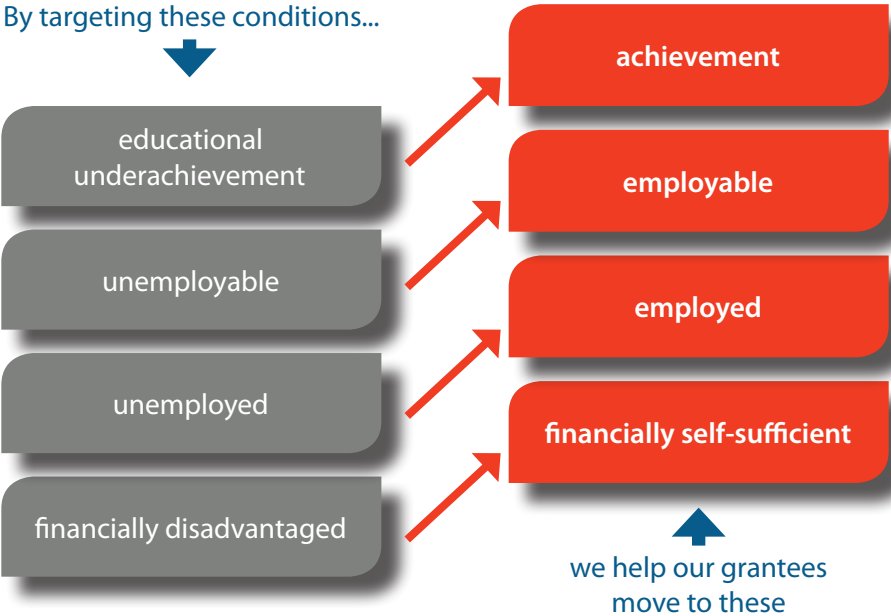 By targeting these conditions...
educational
underachievement
unemployable
unemployed
financially disadvantaged
achievement
employable
employed
financially self-sufficient
we help our grantees
move to these